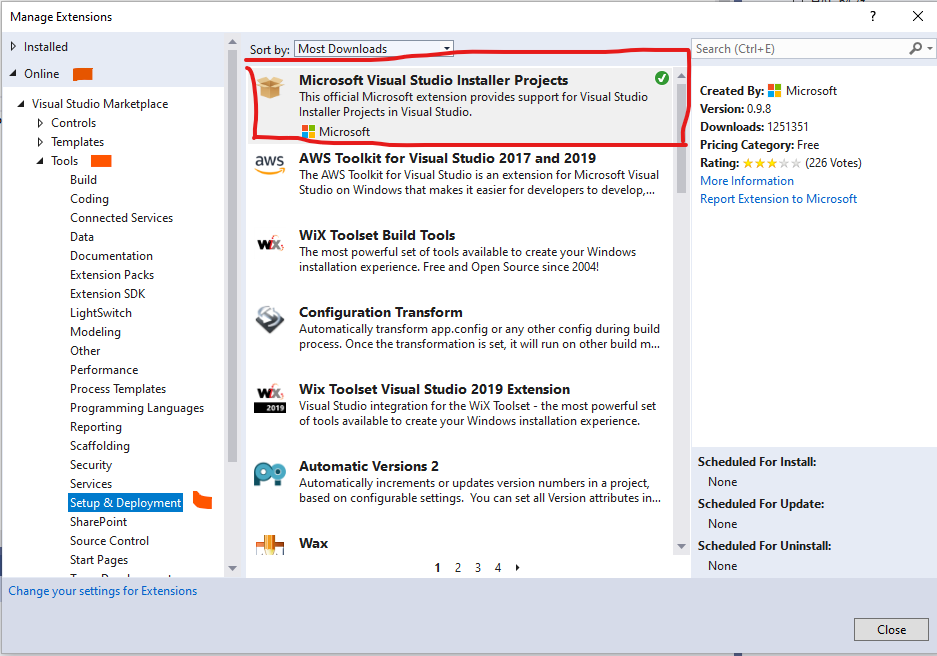 Manage Extensions
?
Installed
Online
Visual Studio Marketplace
Controls
Templates
Tools
Build
Coding
Connected Services
Data
Documentation
Extension Packs
Extension SDK
LightSwitch
Modeling
Other
Performance
Process Templates
Programming Languages
Reporting
Scaffolding
Security
Services
Setup & Deployment
SharePoint
Source Control
Start Pages
Change your settings for Extensions
Sort by: Most Downloads
Microsoft Visual Studio Installer Projects
This official Microsoft extension provides support for Visual Studio
Installer Projects in Visual Studio.
Microsoft
aws
AWS Toolkit for Visual Studio 2017 and 2019
The AWS Toolkit for Visual Studio is an extension for Microsoft Visual
Studio on Windows that makes it easier for developers to develop,...
WiX
WiX Toolset Build Tools
The most powerful set of tools available to create your Windows
installation experience. Free and Open Source since 2004!
Configuration Transform
Automatically transform app.config or any other config during build
process. Once the transformation is set, it will run on other build m...
WiX
2019
Wix Toolset Visual Studio 2019 Extension
Visual Studio integration for the WiX Toolset - the most powerful set
of tools available to create your Windows installation experience.
Automatic Versions 2
Automatically increments or updates version numbers in a project,
based on configurable settings. You can set all Version attributes in...
Wax
1 2 3 4
Search (Ctrl+E)
Created By: Microsoft
Version: 0.9.8
Downloads: 1251351
Pricing Category: Free
Rating: (226 Votes)
More Information
Report Extension to Microsoft
Scheduled For Install:
None
Scheduled For Update:
None
Scheduled For Uninstall:
None
Close